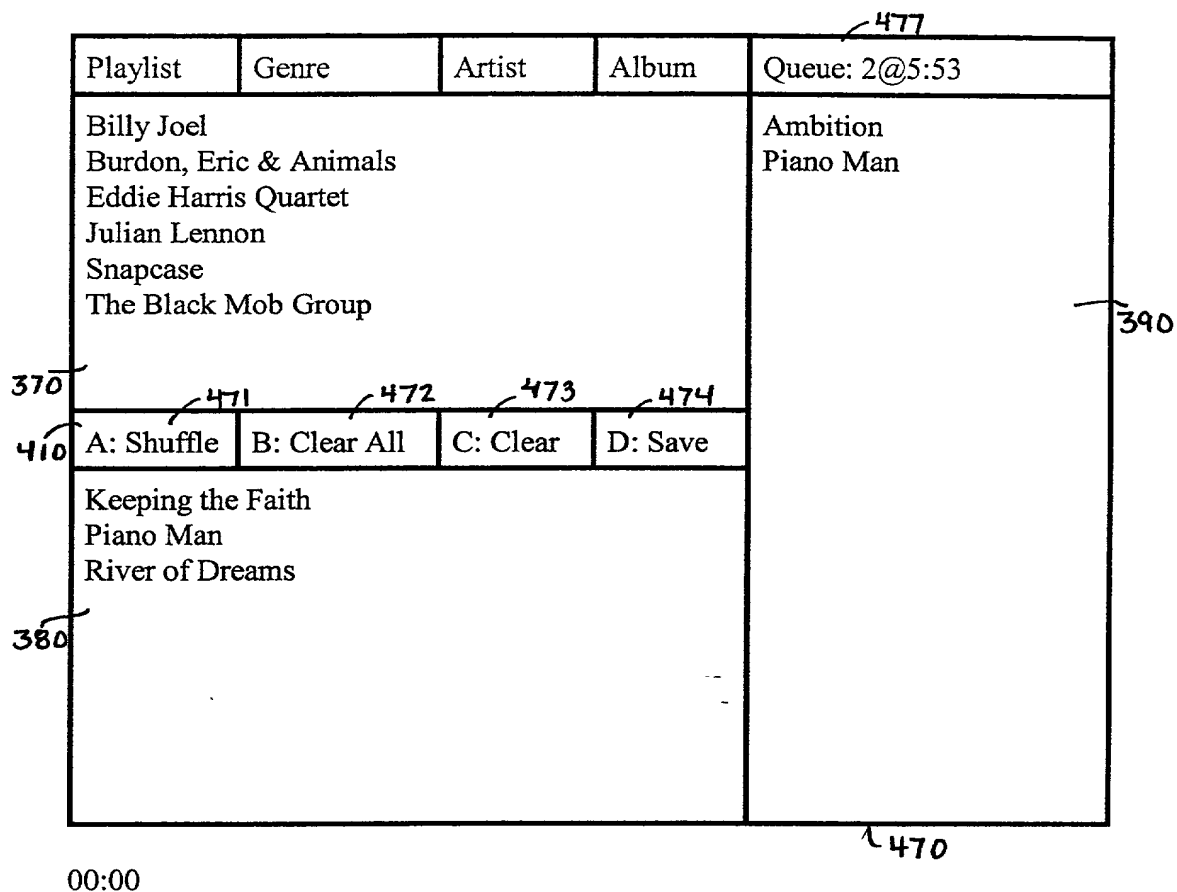 477
Playlist Genre Artist Album Queue: 2@5:53
Billy Joel
Burdon, Eric & Animals
Eddie Harris Quartet
Julian Lennon
Snapcase
The Black Mob Group
Ambition
Piano Man
390
370
471 472 473 474
410 A: Shuffle B: Clear All C: Clear D: Save
Keeping the Faith
Piano Man
River of Dreams
380
470
00:00